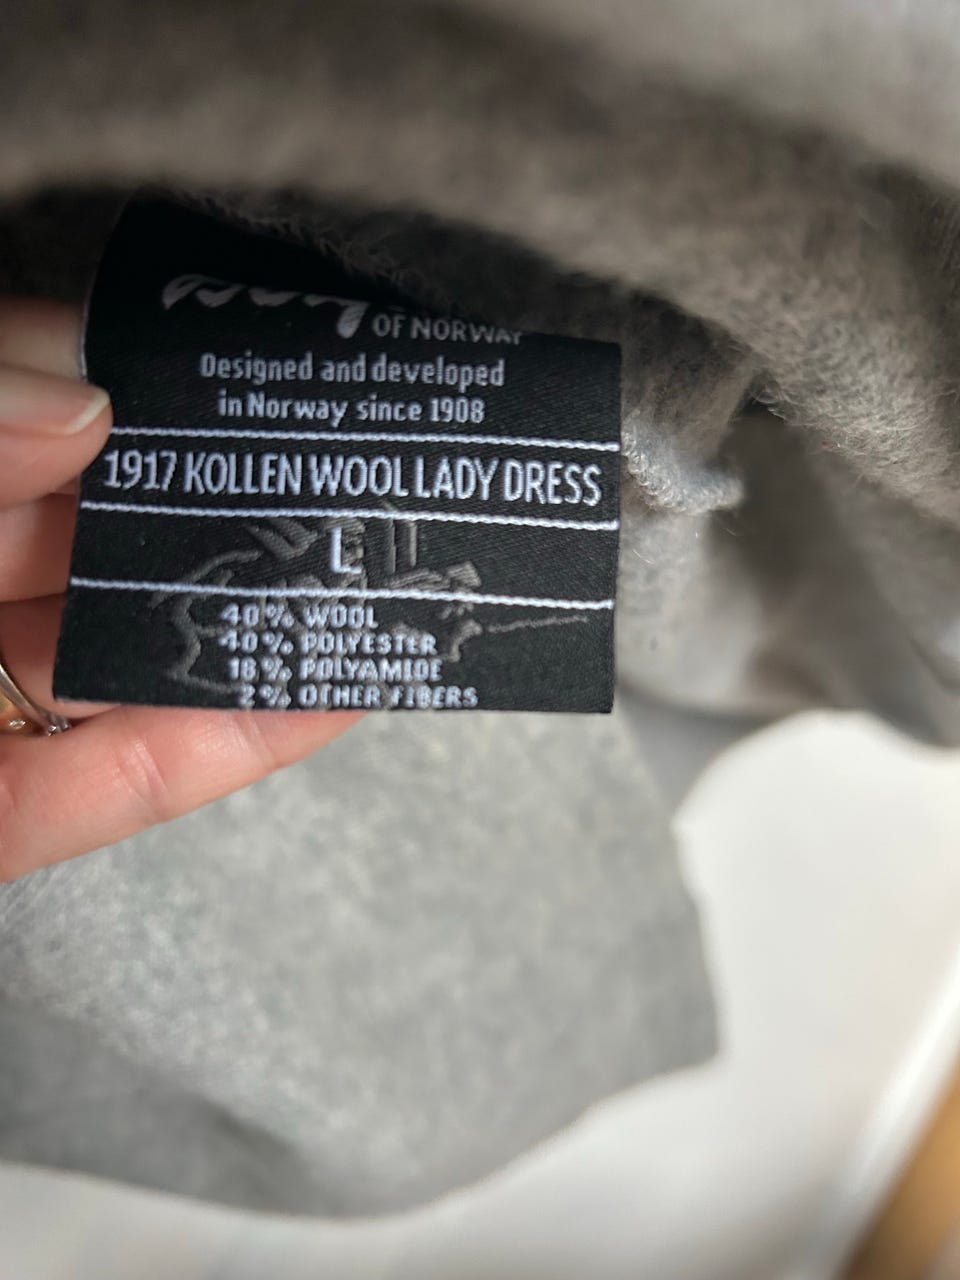 OF NORWAY
Designed and developed
in Norway since 1908
1917 KOLLEN WOOL LADY DRESS
L
40% WOOL
40% POLYESTER
18% POLYAMIDE
2% OTHER FIBERS